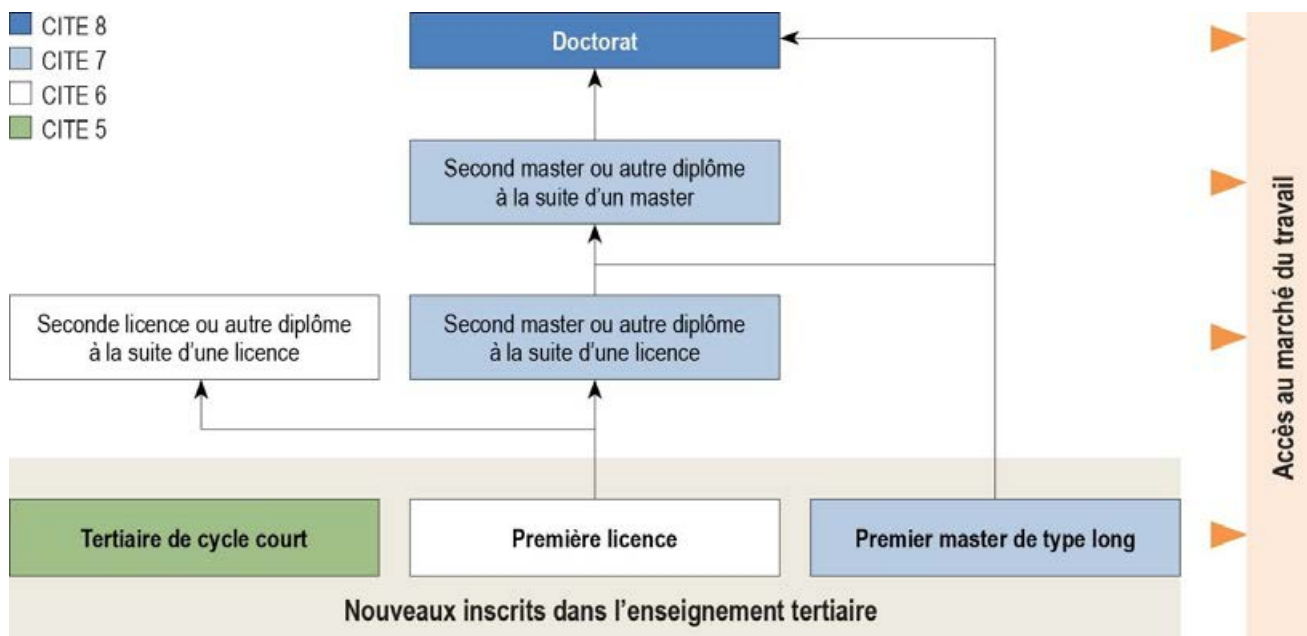 CITE 8
CITE 7
CITE 6
CITE 5
Doctorat
Second master ou autre diplôme
à la suite d'un master
Seconde licence ou autre diplôme
à la suite d'une licence
Second master ou autre diplôme
à la suite d'une licence
Tertiaire de cycle court
Première licence
Premier master de type long
Nouveaux inscrits dans l'enseignement tertiaire
Accès au marché du travail